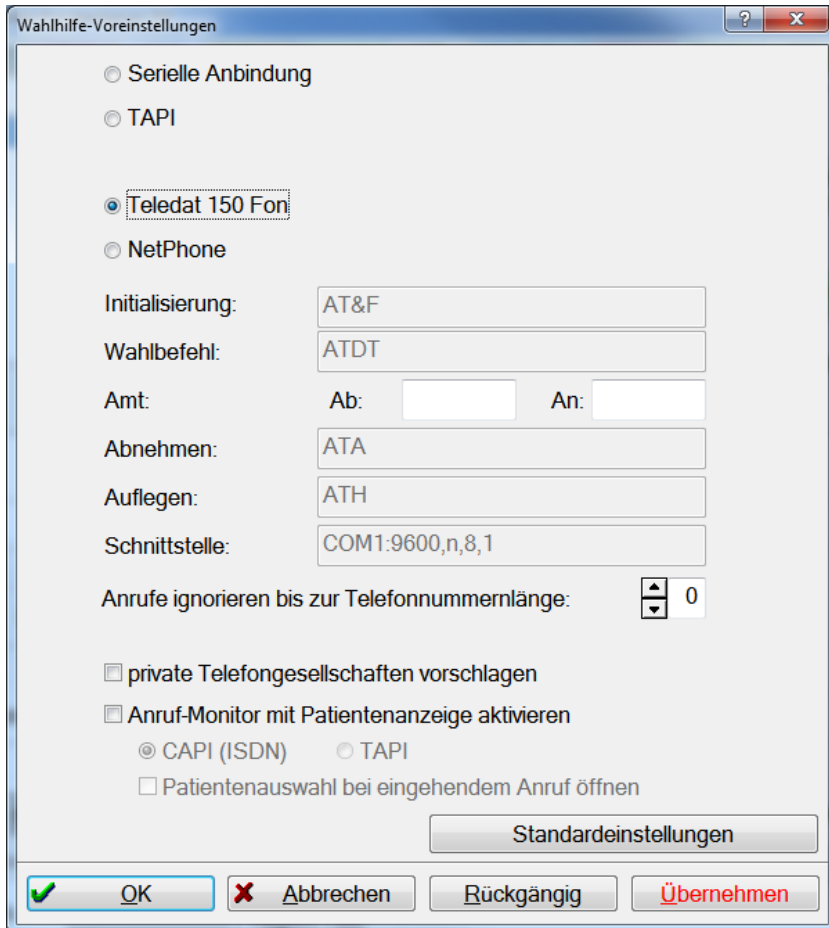 Wahlhilfe-Voreinstellungen
Serielle Anbindung
TAPI
Teledat 150 Fon
NetPhone
Initialisierung: AT&F
Wahlbefehl: ATDT
Amt: Ab: An:
Abnehmen: ATA
Auflegen: ATH
Schnittstelle: COM1:9600,n,8,1
Anrufe ignorieren bis zur Telefonnummernlänge: 0
private Telefongesellschaften vorschlagen
Anruf-Monitor mit Patientenanzeige aktivieren
CAPI (ISDN) TAPI
Patientenauswahl bei eingehendem Anruf öffnen
Standardeinstellungen
OK Abbrechen Rückgängig Übernehmen